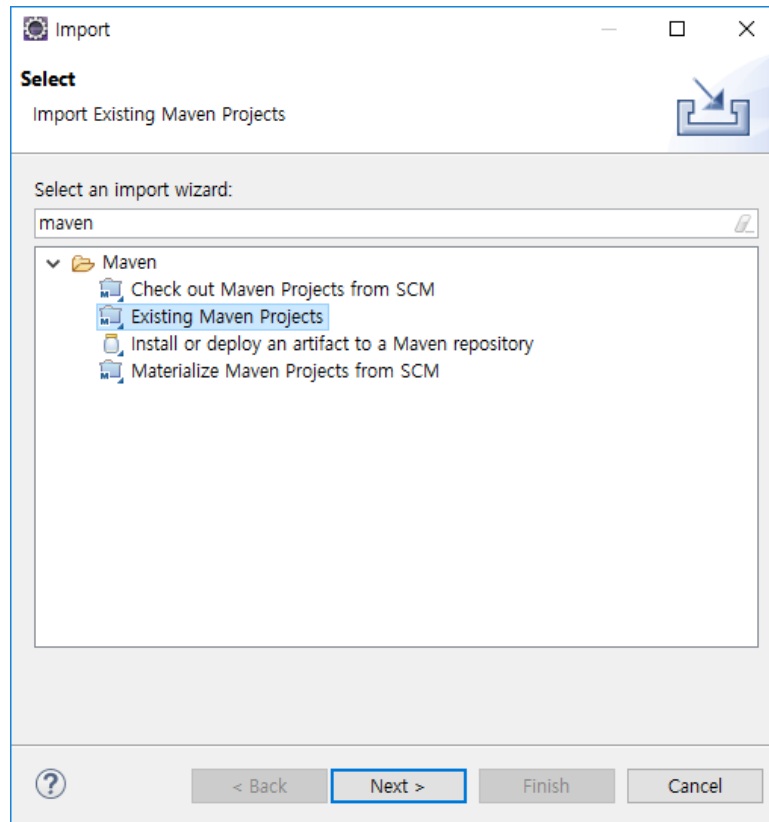 Import
Select
Import Existing Maven Projects
Select an import wizard:
maven
Maven
Check out Maven Projects from SCM
Existing Maven Projects
Install or deploy an artifact to a Maven repository
Materialize Maven Projects from SCM
? < Back Next > Finish Cancel